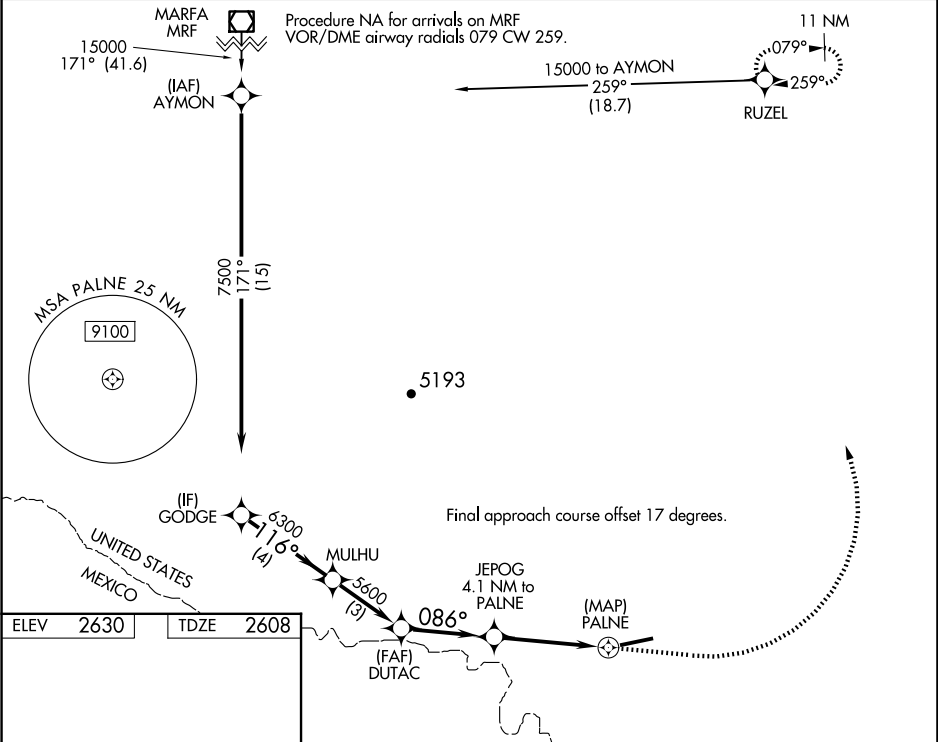 MARFA
MRF
Procedure NA for arrivals on MRF
VOR/DME airway radials 079 CW 259.
11 NM
15000
171° (41.6)
079°
259°
15000 to AYMON
259°
(18.7)
RUZEL
(IAF)
AYMON
7500
171°
(15)
MSA PALNE 25 NM
9100
5193
(IF)
GODGE
6300
116°
(4)
Final approach course offset 17 degrees.
UNITED STATES
MEXICO
MULHU
5600
(3)
JEPOG
4.1 NM to
PALNE
086°
(MAP)
PALNE
(FAF)
DUTAC
ELEV 2630
TDZE 2608